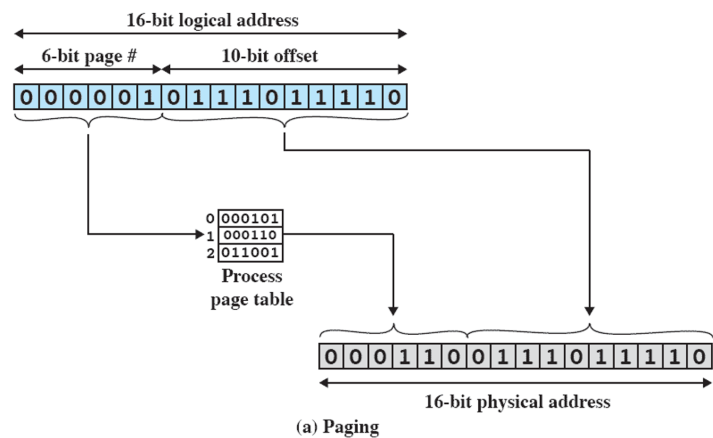 16-bit logical address
6-bit page # 10-bit offset
0 0 0 0 0 1 0 1 1 1 0 1 1 1 1 0
0 000101
1 000110
2 011001
Process
page table
0 0 0 1 1 0 0 1 1 1 0 1 1 1 1 0
16-bit physical address
(a) Paging